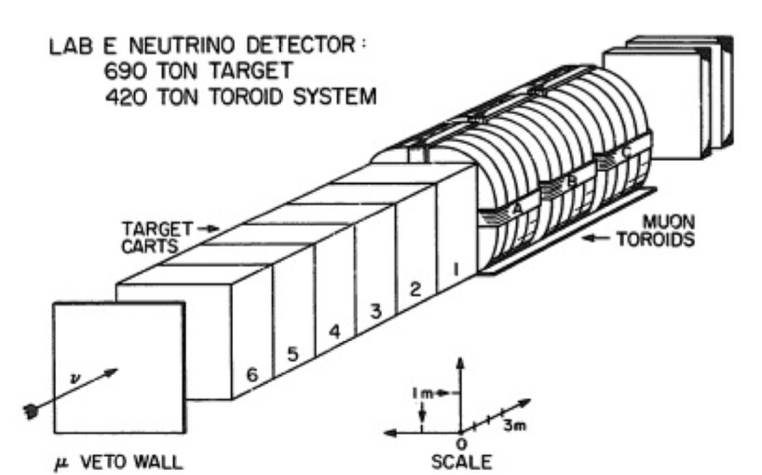 LAB E NEUTRINO DETECTOR:
690 TON TARGET
420 TON TOROID SYSTEM
C
B
A
TARGET
CARTS
MUON
TOROIDS
1
2
3
4
5
6
ν
1m
3m
0
μ VETO WALL
SCALE